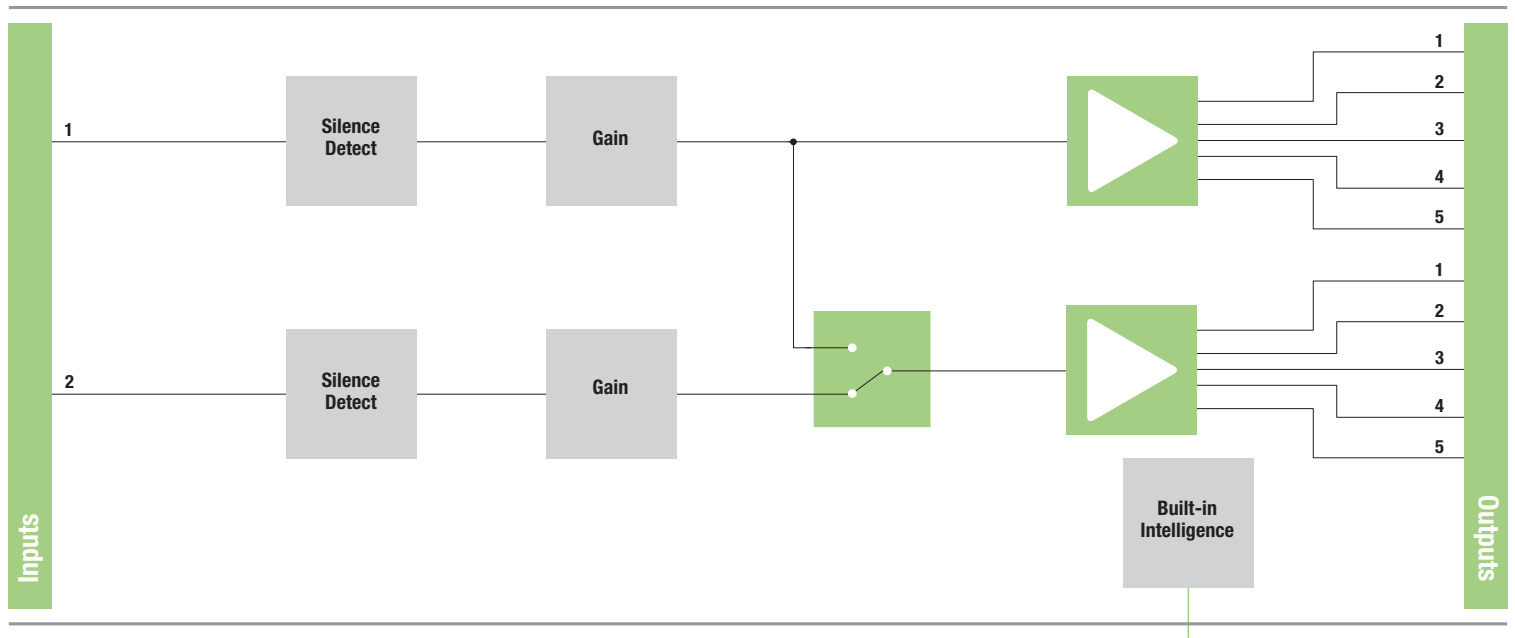 Inputs
1
Silence
Detect
Gain
1
2
3
4
5
2
Silence
Detect
Gain
1
2
3
4
5
Built-in
Intelligence
Outputs